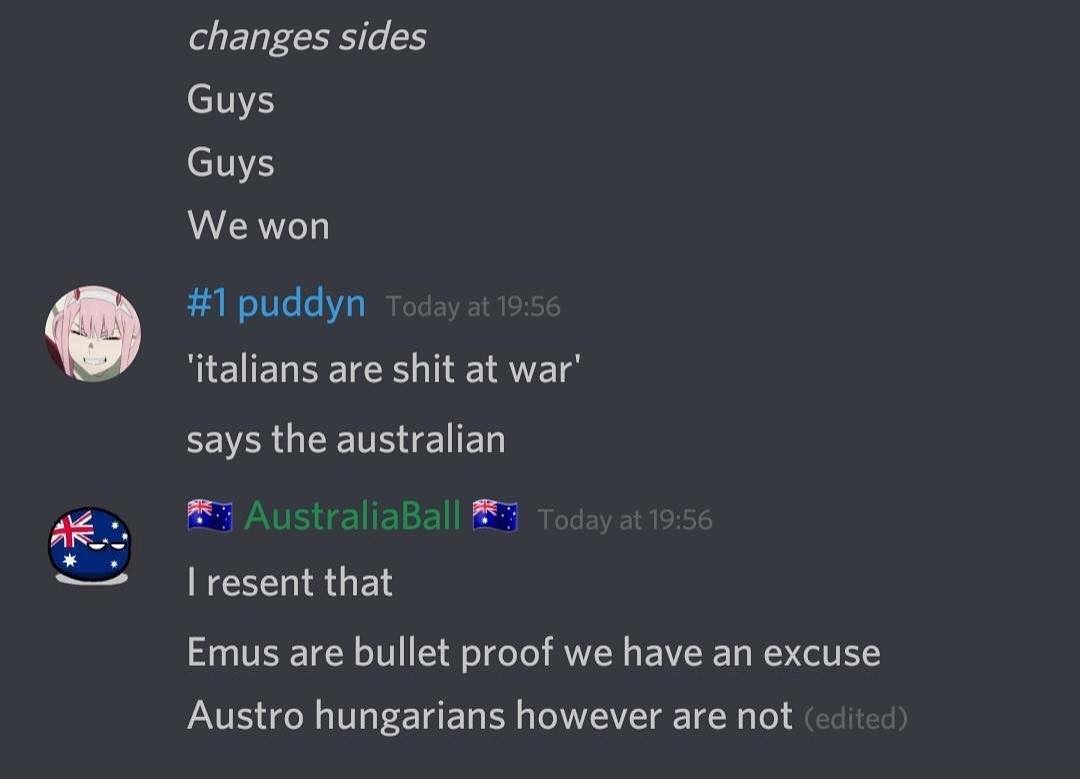 changes sides
Guys
Guys
We won
#1 puddyn Today at 19:56
'italians are shit at war'
says the australian
🇦🇺 AustraliaBall 🇦🇺 Today at 19:56
I resent that
Emus are bullet proof we have an excuse
Austro hungarians however are not (edited)